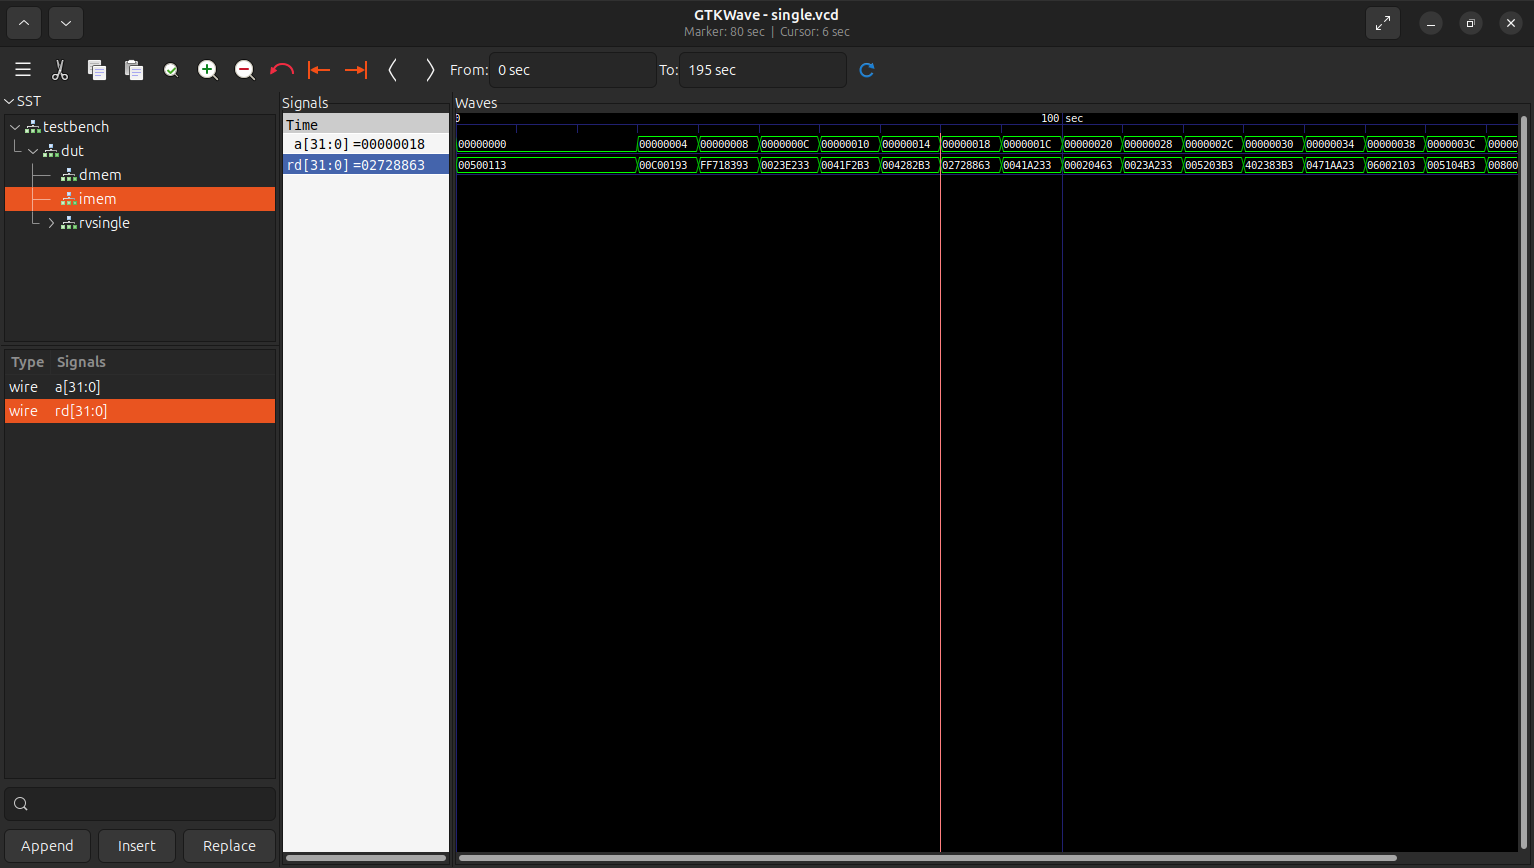 GTKWave - single.vcd
Marker: 80 sec | Cursor: 6 sec
From: 0 sec To: 195 sec
SST
testbench
dut
dmem
imem
rvsingle
Type Signals
wire a[31:0]
wire rd[31:0]
Append Insert Replace
Signals
Time
a[31:0] =00000018
rd[31:0] =02728863
Waves
0 100 sec
00000000 00000004 00000008 0000000C 00000010 00000014 00000018 0000001C 00000020 00000028 0000002C 00000030 00000034 00000038 0000003C 00000
00500113 00C00193 FF718393 0023E233 0041F2B3 004282B3 02728863 0041A233 00020463 0023A233 005203B3 402383B3 0471AA23 06002103 005104B3 00800